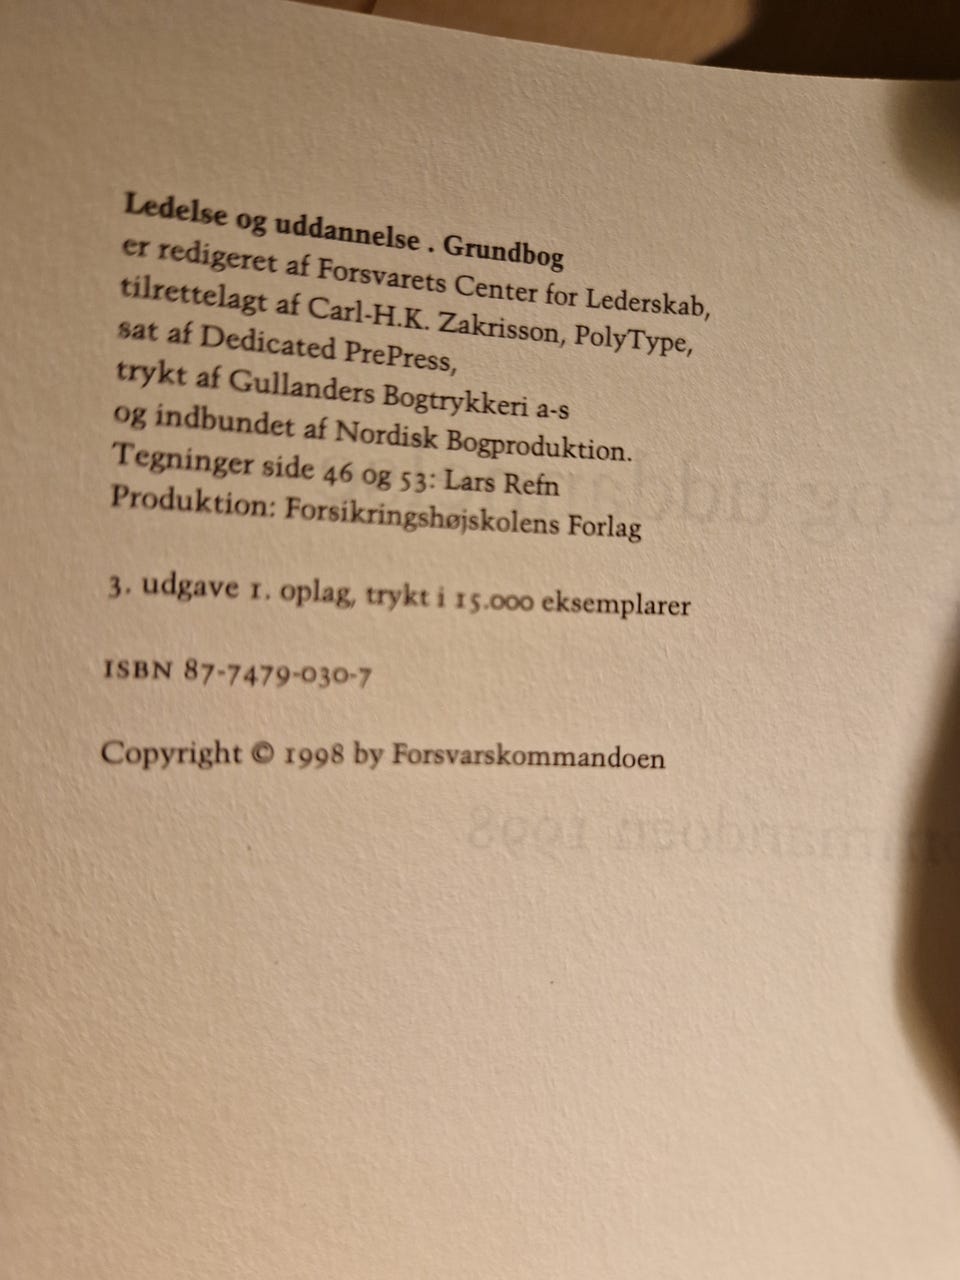 Ledelse og uddannelse . Grundbog
er redigeret af Forsvarets Center for Lederskab,
tilrettelagt af Carl-H.K. Zakrisson, PolyType,
sat af Dedicated PrePress,
trykt af Gullanders Bogtrykkeri a-s
og indbundet af Nordisk Bogproduktion.
Tegninger side 46 og 53: Lars Refn
Produktion: Forsikringshøjskolens Forlag
3. udgave 1. oplag, trykt i 15.000 eksemplarer
ISBN 87-7479-030-7
Copyright © 1998 by Forsvarskommandoen